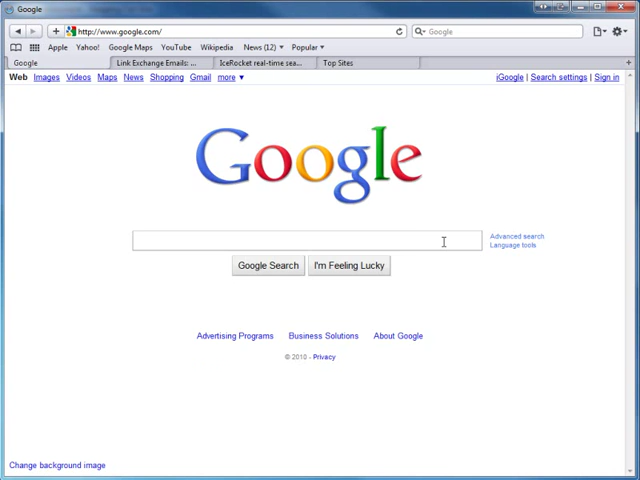 Google
http://www.google.com/
Google
Apple Yahoo! Google Maps YouTube Wikipedia News (12) Popular
Google Link Exchange Emails: ... IceRocket real-time sea... Top Sites
Web Images Videos Maps News Shopping Gmail more iGoogle | Search settings | Sign in
Google
Advanced search
Language tools
Google Search I'm Feeling Lucky
Advertising Programs Business Solutions About Google
© 2010 - Privacy
Change background image